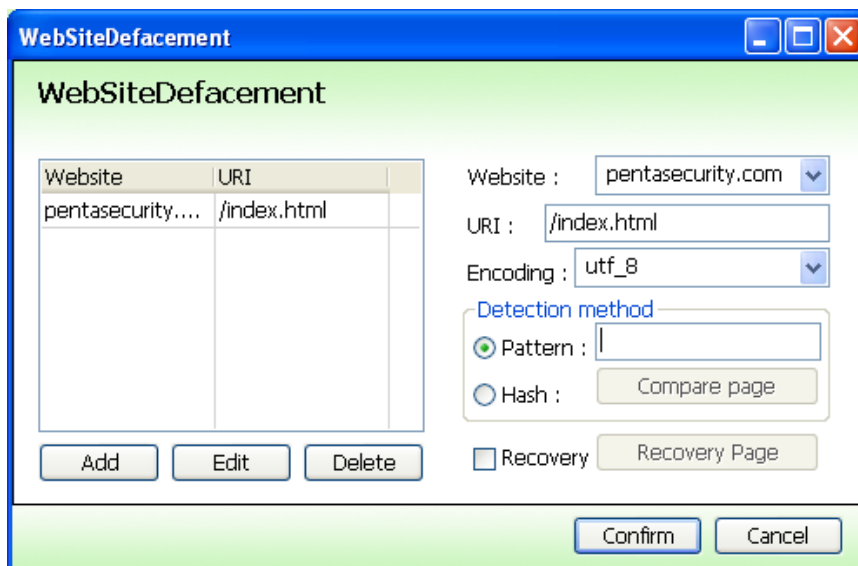 WebSiteDefacement
WebSiteDefacement
Website URI
pentasecurity.... /index.html
Add Edit Delete
Website : pentasecurity.com
URI : /index.html
Encoding : utf_8
Detection method
Pattern :
Hash : Compare page
Recovery Recovery Page
Confirm Cancel